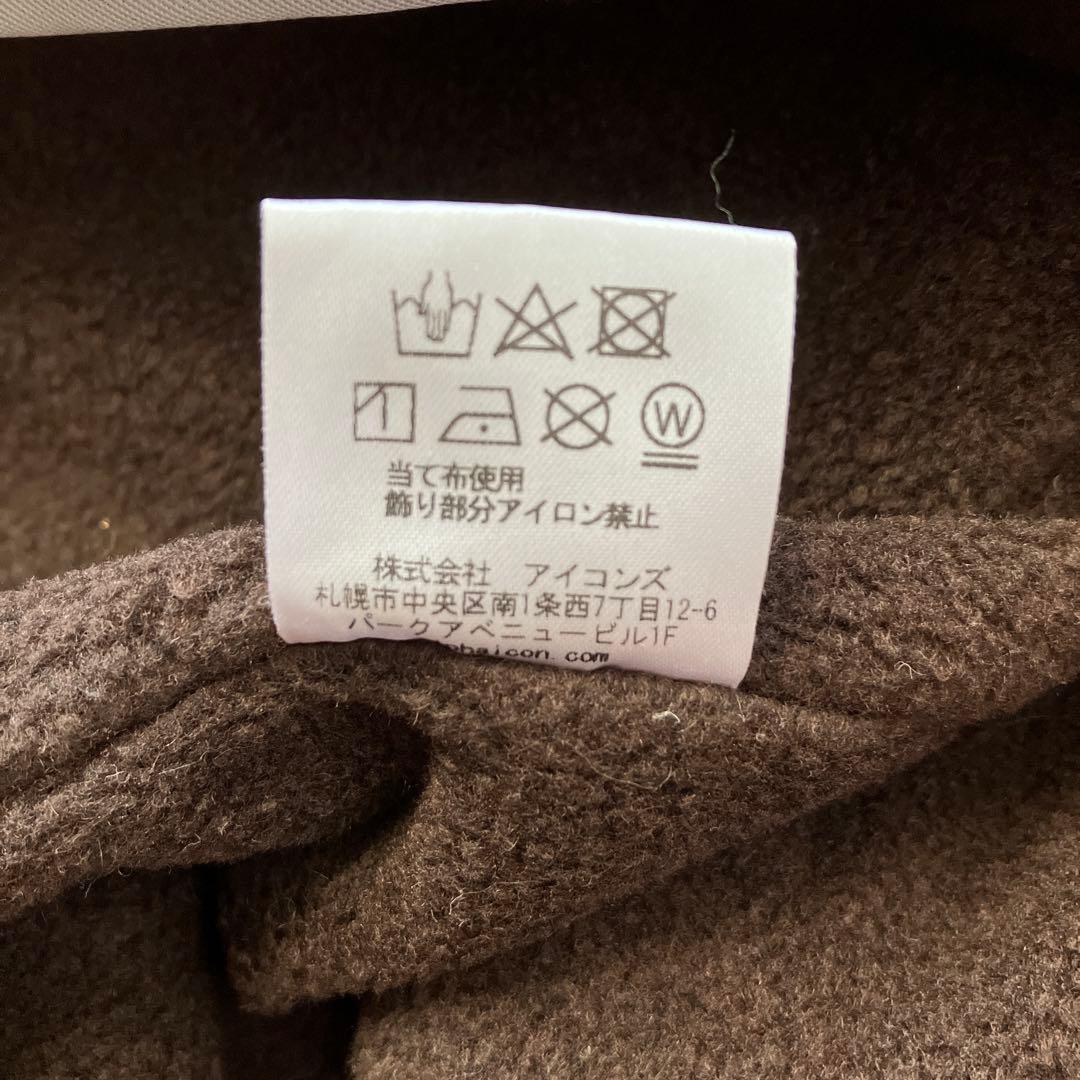 W
当て布使用
飾り部分アイロン禁止
株式会社 アイコンズ
札幌市中央区南1条西7丁目12-6
パークアベニュービル1F